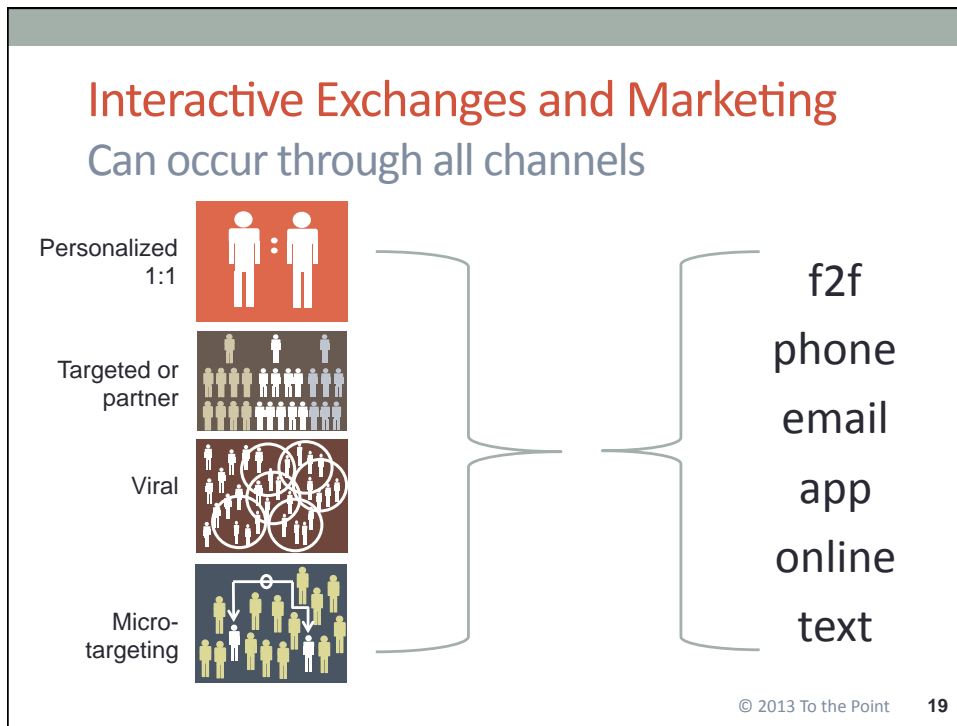 Interactive Exchanges and Marketing
Can occur through all channels
Personalized
1:1
Targeted or
partner
Viral
Micro-
targeting
:
f2f
phone
email
app
online
text
© 2013 To the Point 19